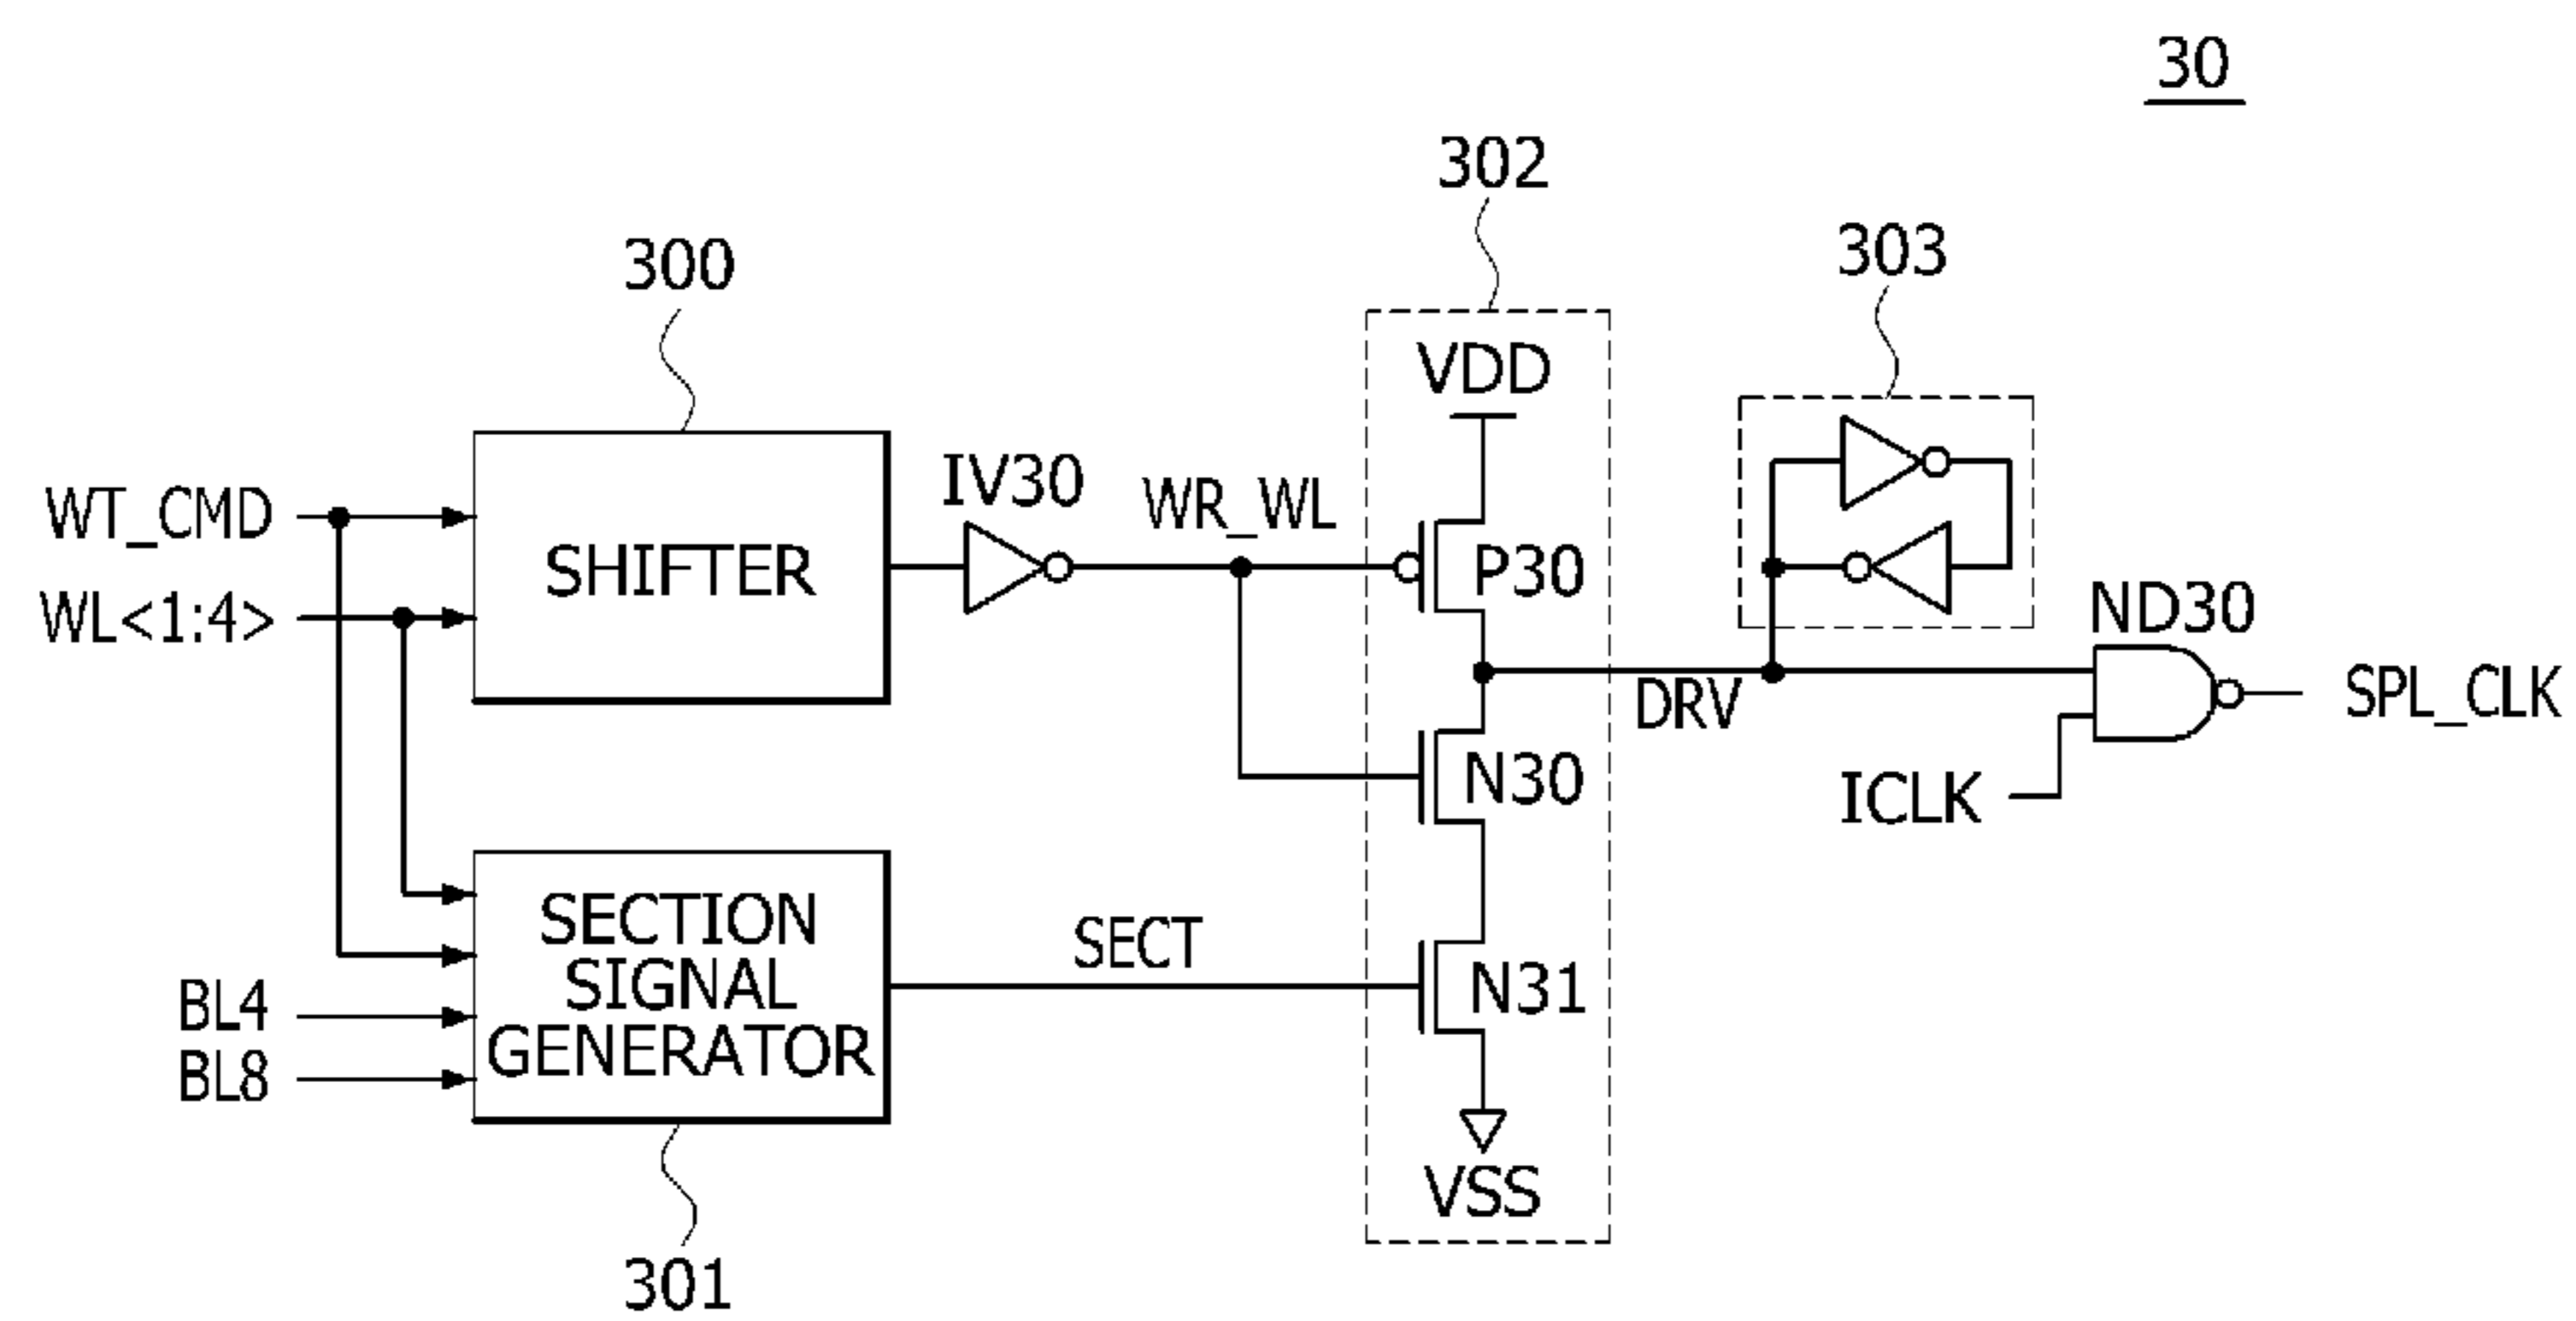 30
302
303
300
VDD
IV30
WR_WL
WT_CMD
SHIFTER
P30
WL<1:4>
ND30
DRV
SPL_CLK
N30
ICLK
SECTION
SIGNAL
GENERATOR
SECT
N31
BL4
BL8
VSS
301